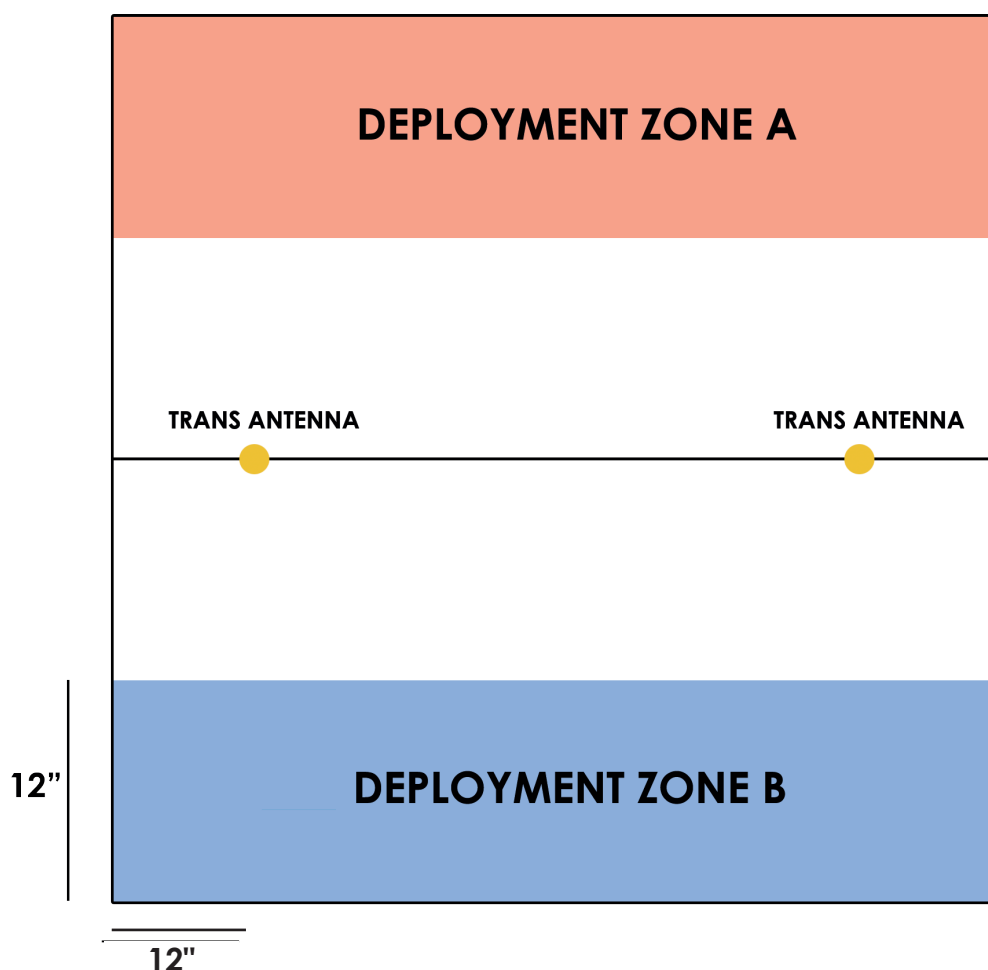 DEPLOYMENT ZONE A
TRANS ANTENNA
TRANS ANTENNA
12”
DEPLOYMENT ZONE B
12"